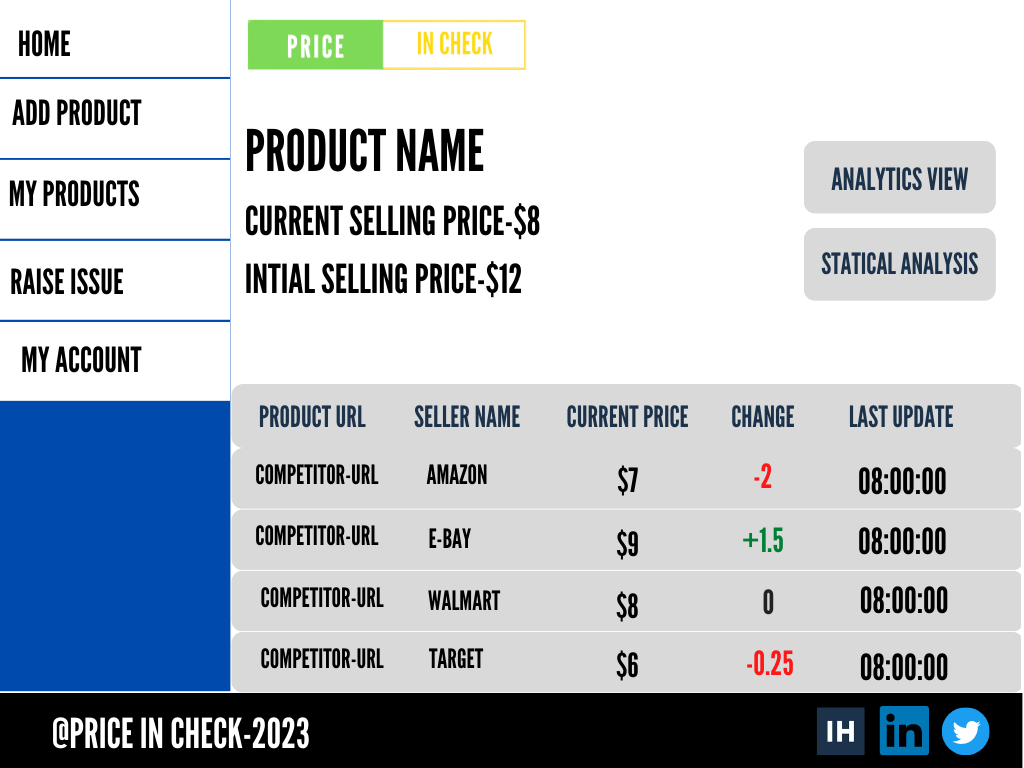 HOME
ADD PRODUCT
MY PRODUCTS
RAISE ISSUE
MY ACCOUNT
PRICE IN CHECK
PRODUCT NAME
CURRENT SELLING PRICE-$8
INTIAL SELLING PRICE-$12
ANALYTICS VIEW
STATICAL ANALYSIS
PRODUCT URL SELLER NAME CURRENT PRICE CHANGE LAST UPDATE
COMPETITOR-URL AMAZON $7 -2 08:00:00
COMPETITOR-URL E-BAY $9 +1.5 08:00:00
COMPETITOR-URL WALMART $8 0 08:00:00
COMPETITOR-URL TARGET $6 -0.25 08:00:00
@PRICE IN CHECK-2023 IH in